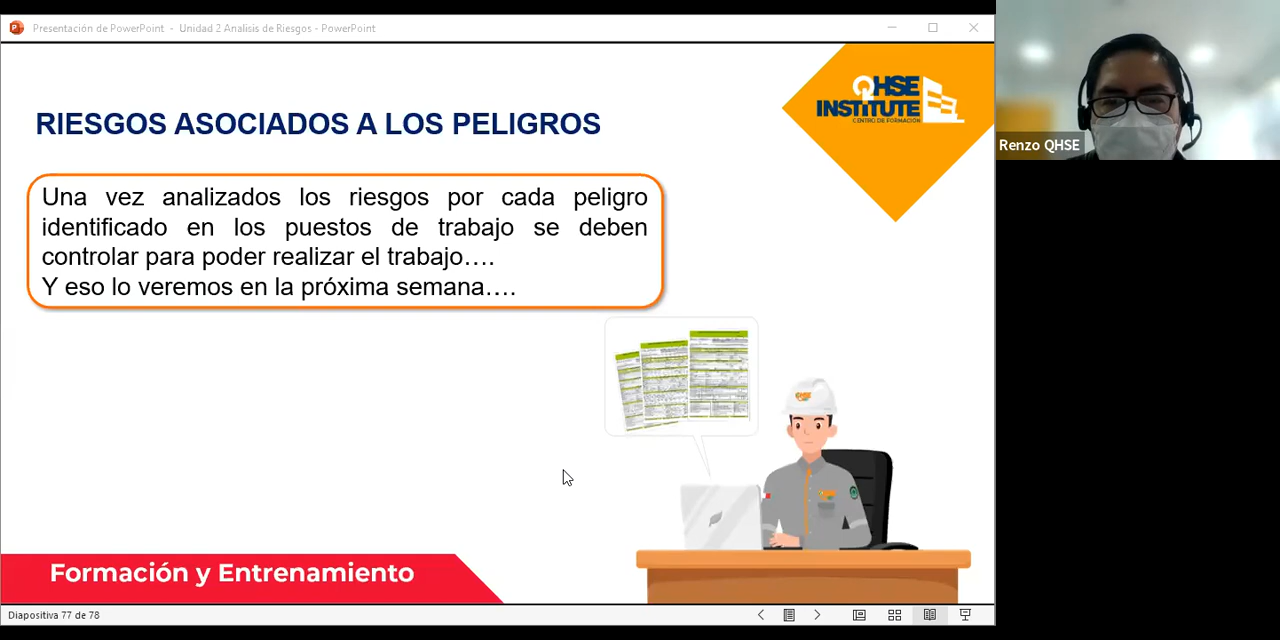 Presentación de PowerPoint - Unidad 2 Analisis de Riesgos - PowerPoint
QHSE
INSTITUTE
CENTRO DE FORMACIÓN
RIESGOS ASOCIADOS A LOS PELIGROS
Renzo QHSE
Una vez analizados los riesgos por cada peligro
identificado en los puestos de trabajo se deben
controlar para poder realizar el trabajo….
Y eso lo veremos en la próxima semana….
Formación y Entrenamiento
Diapositiva 77 de 78